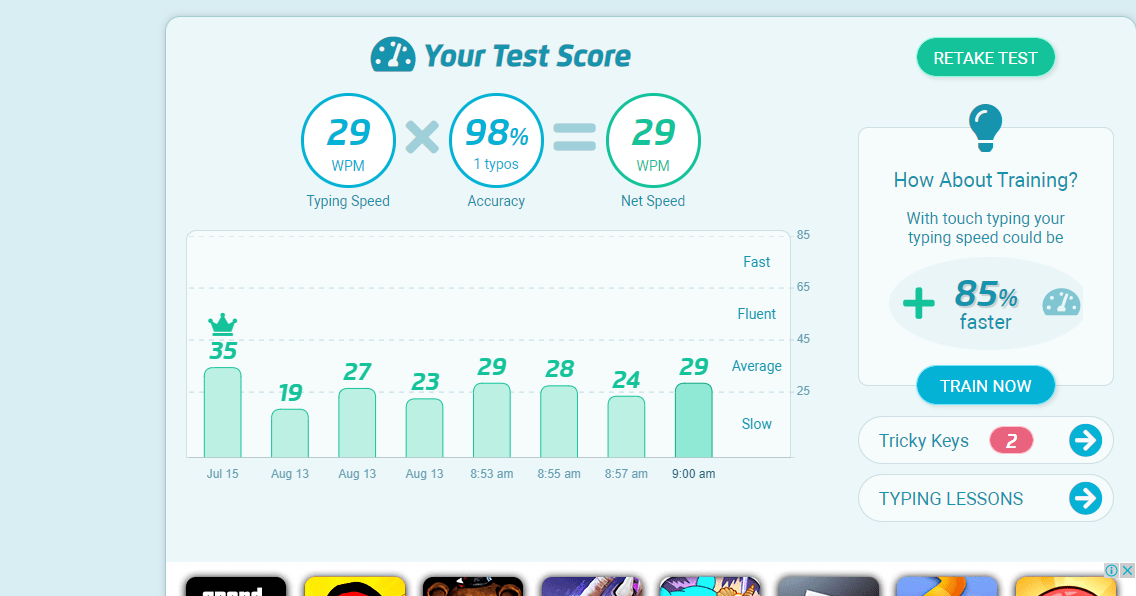 Your Test Score
RETAKE TEST
29
WPM
Typing Speed
98%
1 typos
Accuracy
29
WPM
Net Speed
85
Fast
65
Fluent
45
Average
25
Slow
35
19
27
23
29
28
24
29
Jul 15
Aug 13
Aug 13
Aug 13
8:53 am
8:55 am
8:57 am
9:00 am
How About Training?
With touch typing your
typing speed could be
85%
faster
TRAIN NOW
Tricky Keys 2
TYPING LESSONS